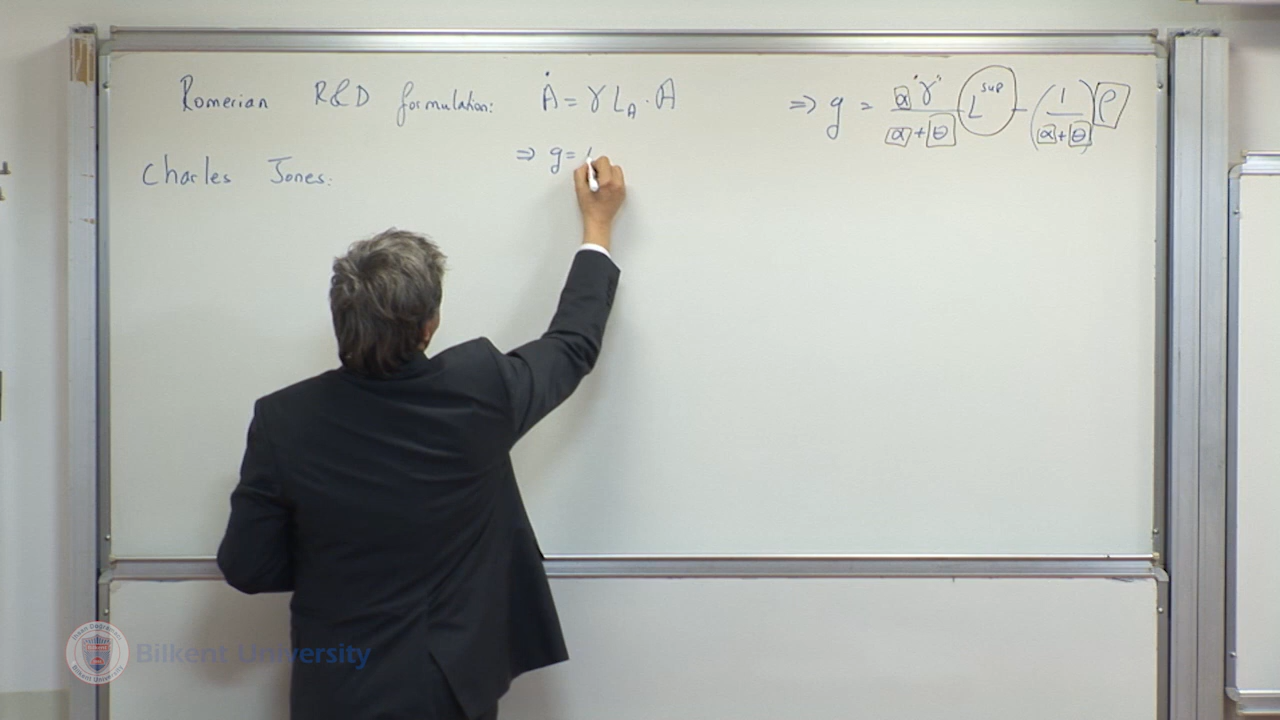 Romerian R&D formulation: Ȧ = γ L_A · A ⇒ g = "α γ" / (α + θ) L^sup − (1 / (α + θ)) ρ
⇒ g =
Charles Jones:
Bilkent University